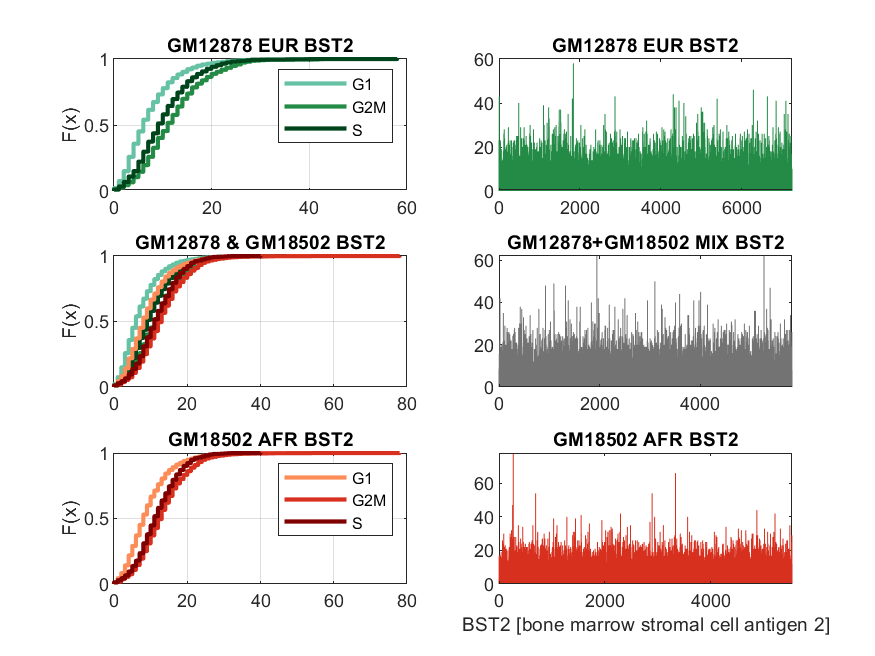 GM12878 EUR BST2
1
0.5
0
F(x)
G1
G2M
S
0 20 40 60
GM12878 EUR BST2
60
40
20
0
0 2000 4000 6000
GM12878 & GM18502 BST2
1
0.5
0
F(x)
0 20 40 60 80
GM12878+GM18502 MIX BST2
60
40
20
0
0 2000 4000
GM18502 AFR BST2
1
0.5
0
F(x)
G1
G2M
S
0 20 40 60 80
GM18502 AFR BST2
60
40
20
0
0 2000 4000
BST2 [bone marrow stromal cell antigen 2]